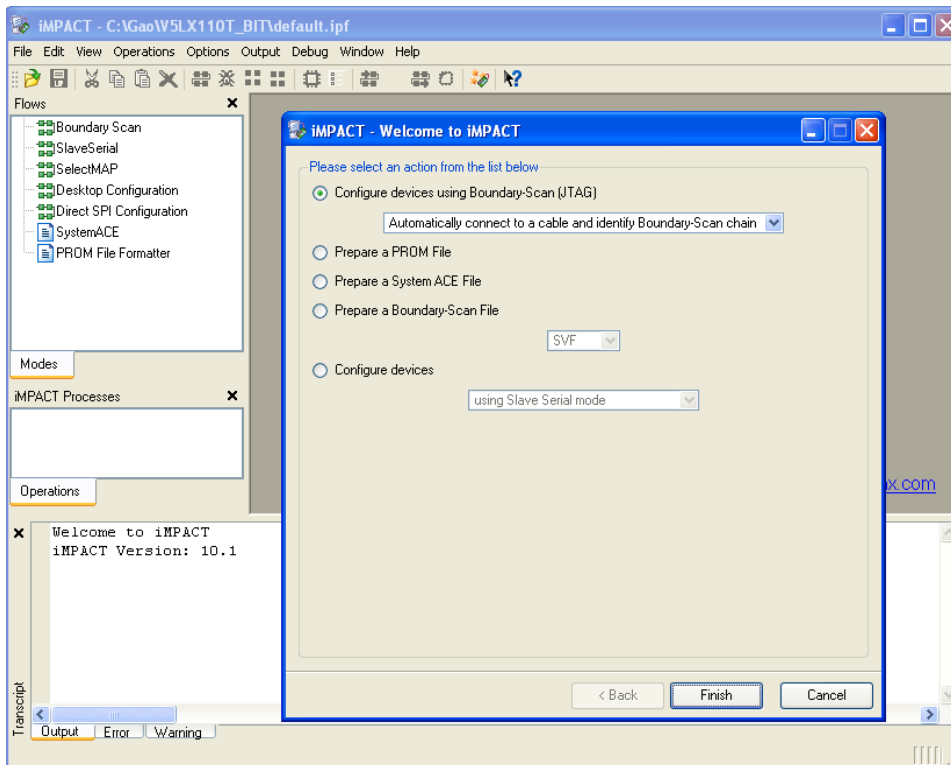 iMPACT - C:\Gao\V5LX110T_BIT\default.ipf
File Edit View Operations Options Output Debug Window Help
Flows
Boundary Scan
SlaveSerial
SelectMAP
Desktop Configuration
Direct SPI Configuration
SystemACE
PROM File Formatter
Modes
iMPACT Processes
Operations
iMPACT - Welcome to iMPACT
Please select an action from the list below
Configure devices using Boundary-Scan (JTAG)
Automatically connect to a cable and identify Boundary-Scan chain
Prepare a PROM File
Prepare a System ACE File
Prepare a Boundary-Scan File
SVF
Configure devices
using Slave Serial mode
< Back Finish Cancel
x.com
Welcome to iMPACT
iMPACT Version: 10.1
Transcript
Output Error Warning